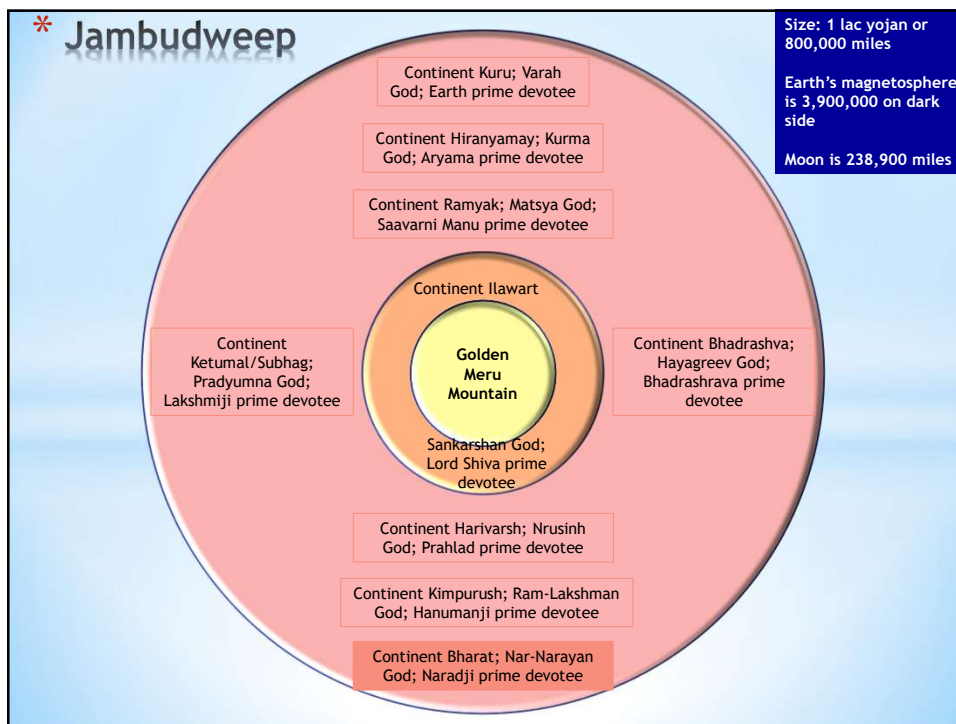 * Jambudweep
Size: 1 lac yojan or
800,000 miles
Earth's magnetosphere
is 3,900,000 on dark
side
Moon is 238,900 miles
Continent Kuru; Varah
God; Earth prime devotee
Continent Hiranyamay; Kurma
God; Aryama prime devotee
Continent Ramyak; Matsya God;
Saavarni Manu prime devotee
Continent Ilawart
Continent
Ketumal/Subhag;
Pradyumna God;
Lakshmiji prime devotee
Golden
Meru
Mountain
Continent Bhadrashva;
Hayagreev God;
Bhadrashrava prime
devotee
Sankarshan God;
Lord Shiva prime
devotee
Continent Harivarsh; Nrusinh
God; Prahlad prime devotee
Continent Kimpurush; Ram-Lakshman
God; Hanumanji prime devotee
Continent Bharat; Nar-Narayan
God; Naradji prime devotee